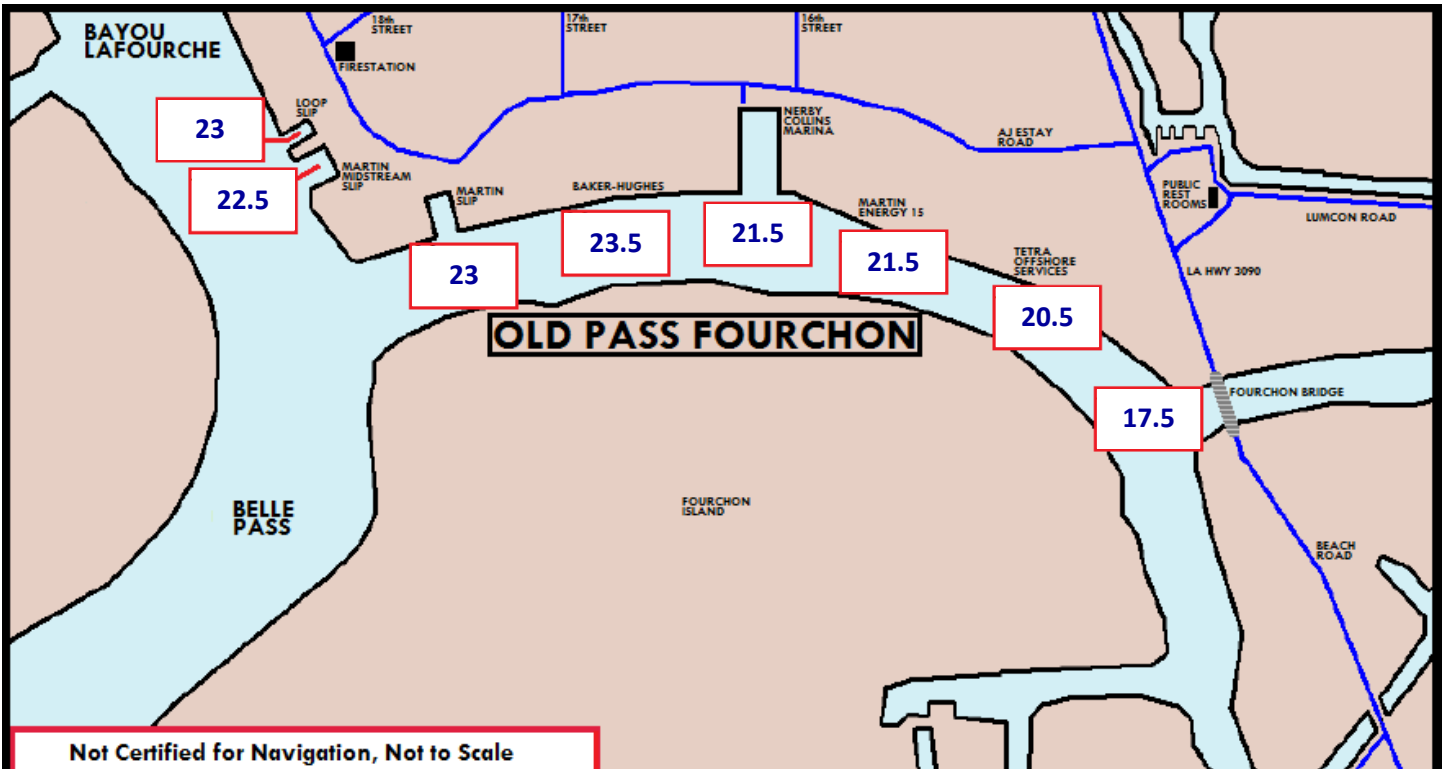 BAYOU
LAFOURCHE
18th
STREET
17th
STREET
16th
STREET
FIRESTATION
LOOP
SLIP
23
NERBY
COLLINS
MARINA
AJ ESTAY
ROAD
MARTIN
MIDSTREAM
SLIP
22.5
MARTIN
SLIP
BAKER-HUGHES
PUBLIC
REST
ROOMS
MARTIN
ENERGY 15
LUMCON ROAD
23
23.5
21.5
21.5
TETRA
OFFSHORE
SERVICES
LA HWY 3090
20.5
OLD PASS FOURCHON
FOURCHON BRIDGE
17.5
BELLE
PASS
FOURCHON
ISLAND
BEACH
ROAD
Not Certified for Navigation, Not to Scale